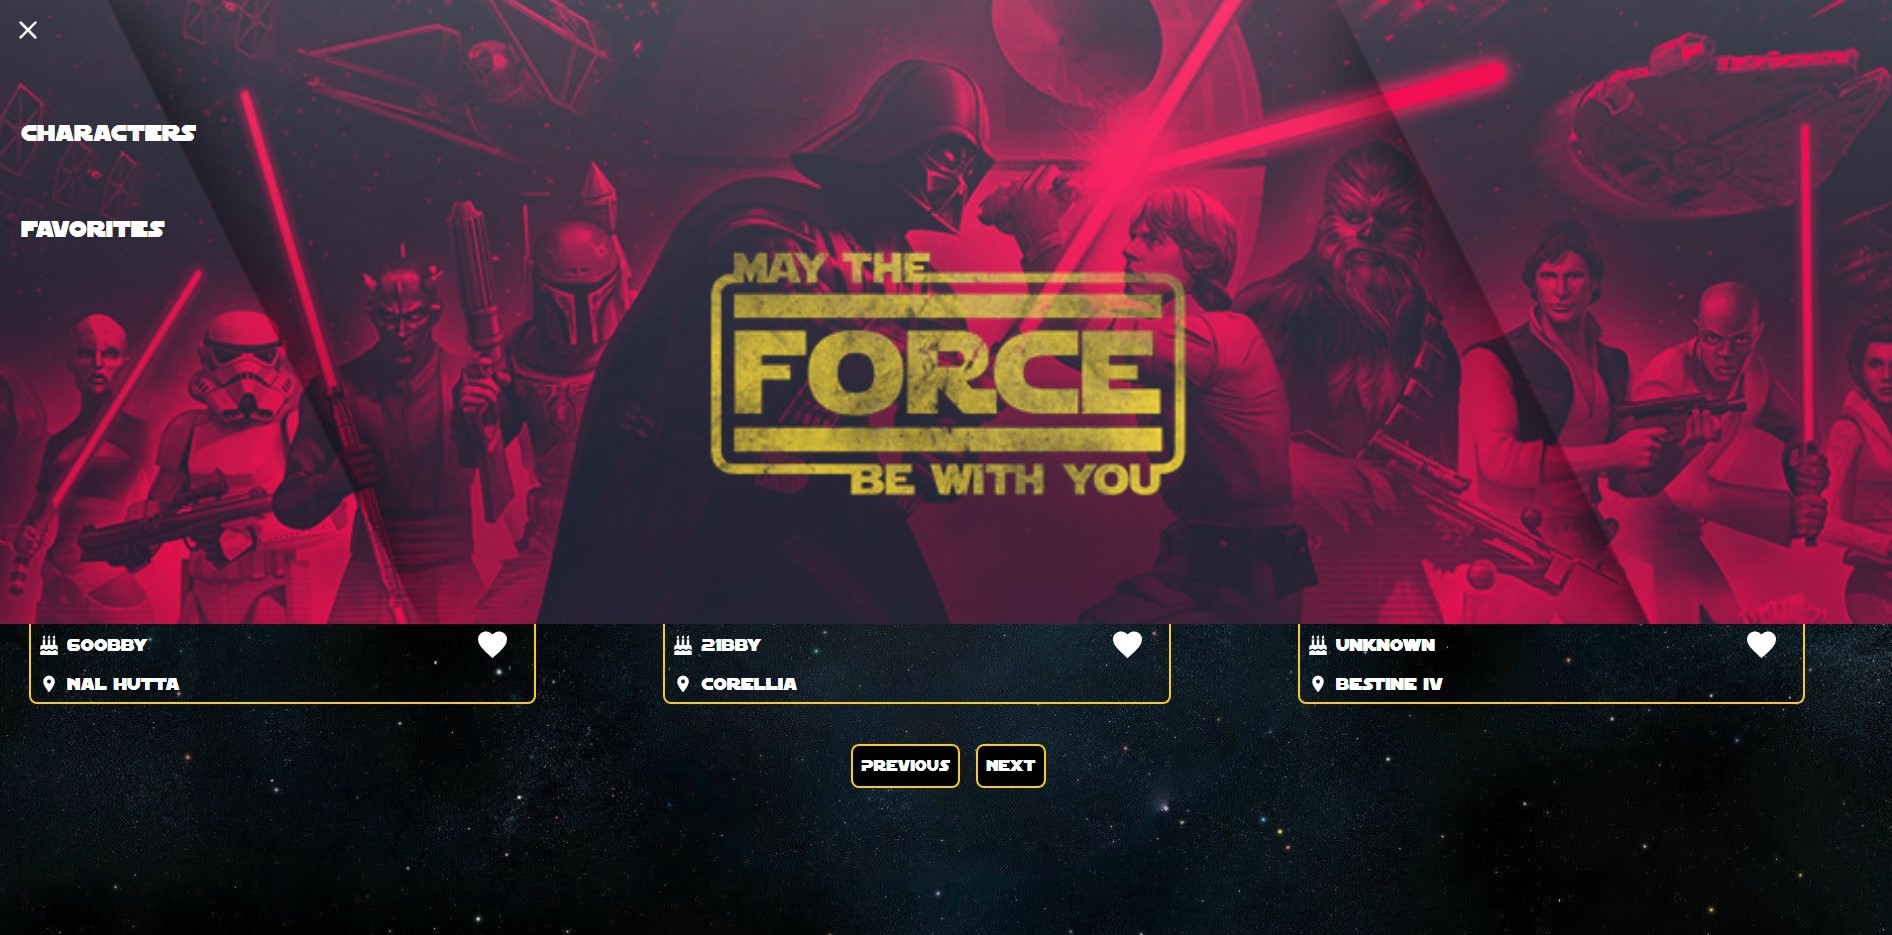 CHARACTERS
FAVORITES
MAY THE
FORCE
BE WITH YOU
600BBY
21BBY
UNKNOWN
NAL HUTTA
CORELLIA
BESTINE IV
PREVIOUS
NEXT